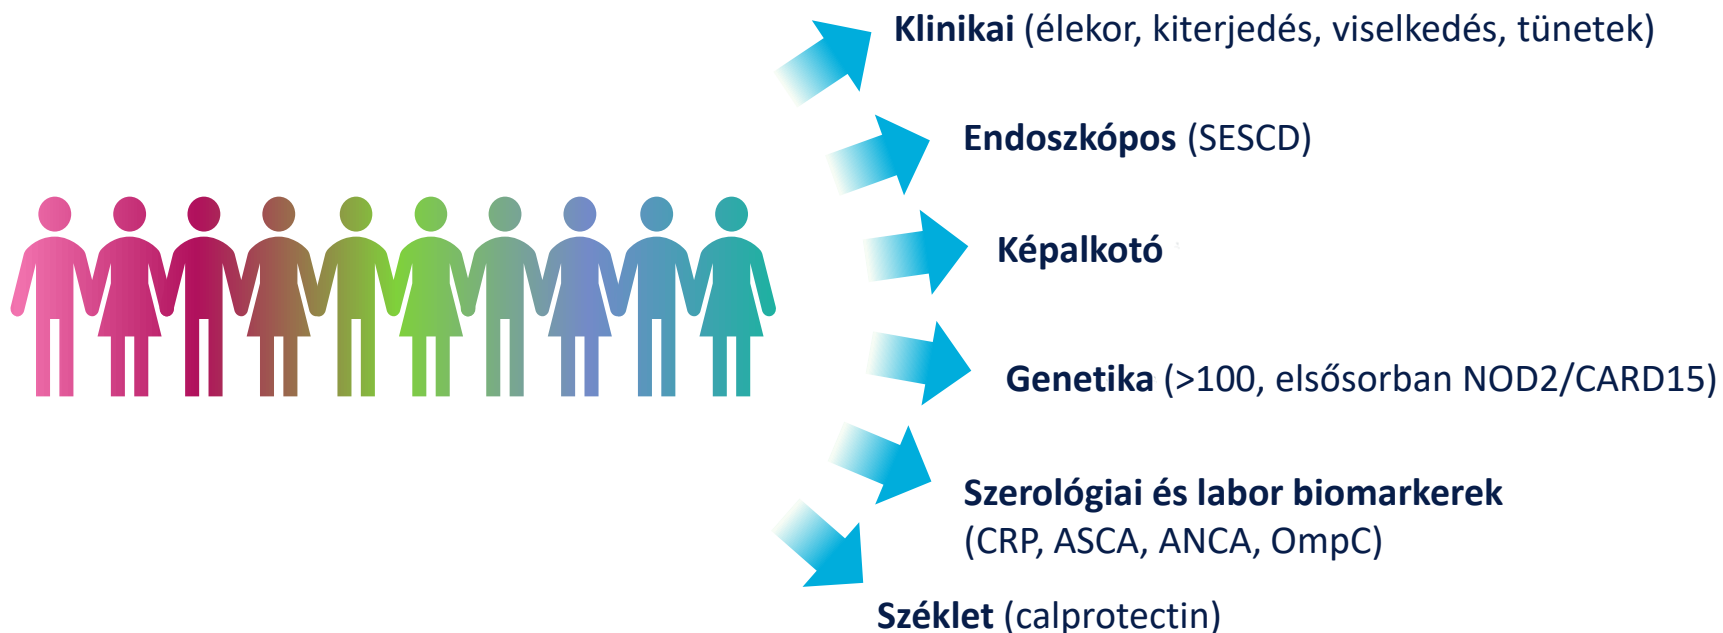 Klinikai (élekor, kiterjedés, viselkedés, tünetek)
Endoszkópos (SESCD)
Képalkotó
Genetika (>100, elsősorban NOD2/CARD15)
Szerológiai és labor biomarkerek
(CRP, ASCA, ANCA, OmpC)
Széklet (calprotectin)